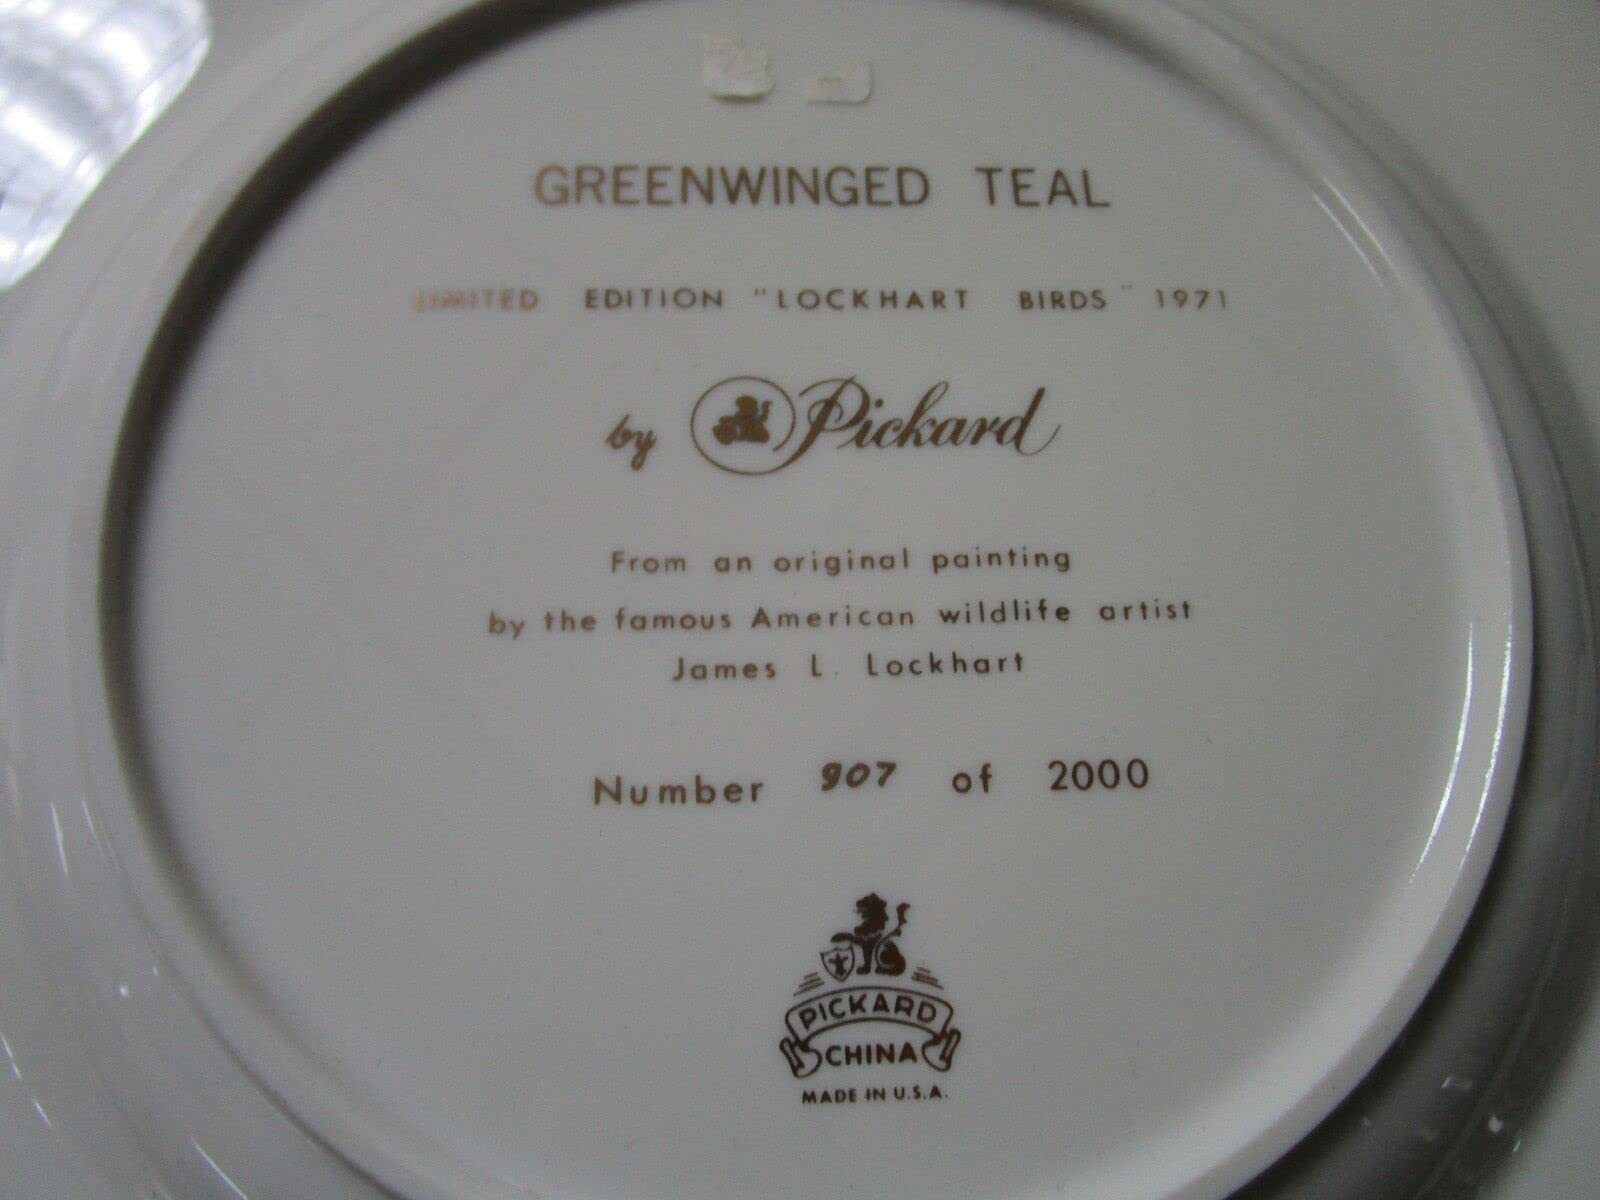 GREENWINGED TEAL
LIMITED EDITION "LOCKHART BIRDS" 1971
by Pickard
From an original painting
by the famous American wildlife artist
James L. Lockhart
Number 907 of 2000
PICKARD
CHINA
MADE IN U.S.A.